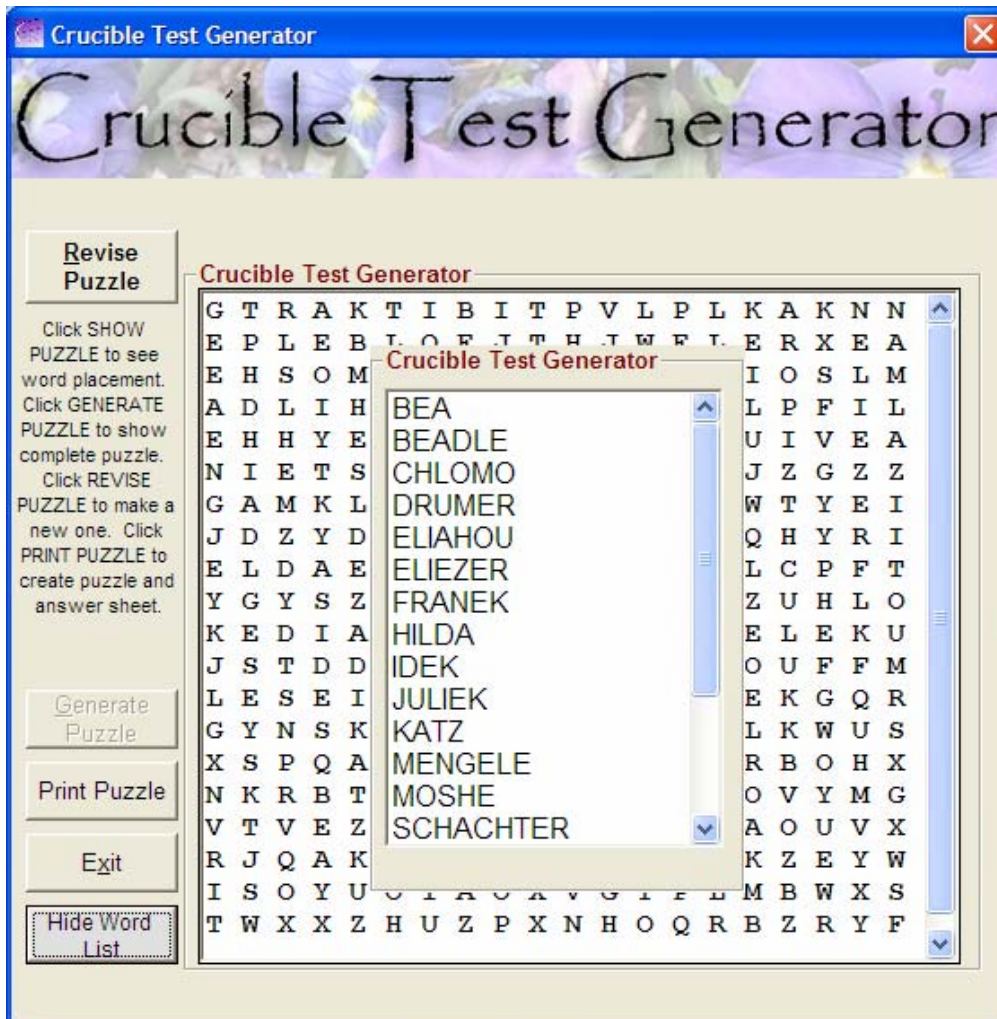 Crucible Test Generator
Crucible Test Generator
Revise
Puzzle
Click SHOW
PUZZLE to see
word placement.
Click GENERATE
PUZZLE to show
complete puzzle.
Click REVISE
PUZZLE to make a
new one. Click
PRINT PUZZLE to
create puzzle and
answer sheet.
Generate
Puzzle
Print Puzzle
Exit
Hide Word
List
Crucible Test Generator
G T R A K T I B I T P V L P L K A K N N
E P L E B L Q F J T H J W F L E R X E A
E H S O M I O S L M
A D L I H L P F I L
E H H Y E U I V E A
N I E T S J Z G Z Z
G A M K L W T Y E I
J D Z Y D Q H Y R I
E L D A E L C P F T
Y G Y S Z Z U H L O
K E D I A E L E K U
J S T D D O U F F M
L E S E I E K G Q R
G Y N S K L K W U S
X S P Q A R B O H X
N K R B T O V Y M G
V T V E Z A O U V X
R J Q A K K Z E Y W
I S O Y U M B W X S
T W X X Z H U Z P X N H O Q R B Z R Y F
Crucible Test Generator
BEA
BEADLE
CHLOMO
DRUMER
ELIAHOU
ELIEZER
FRANEK
HILDA
IDEK
JULIEK
KATZ
MENGELE
MOSHE
SCHACHTER